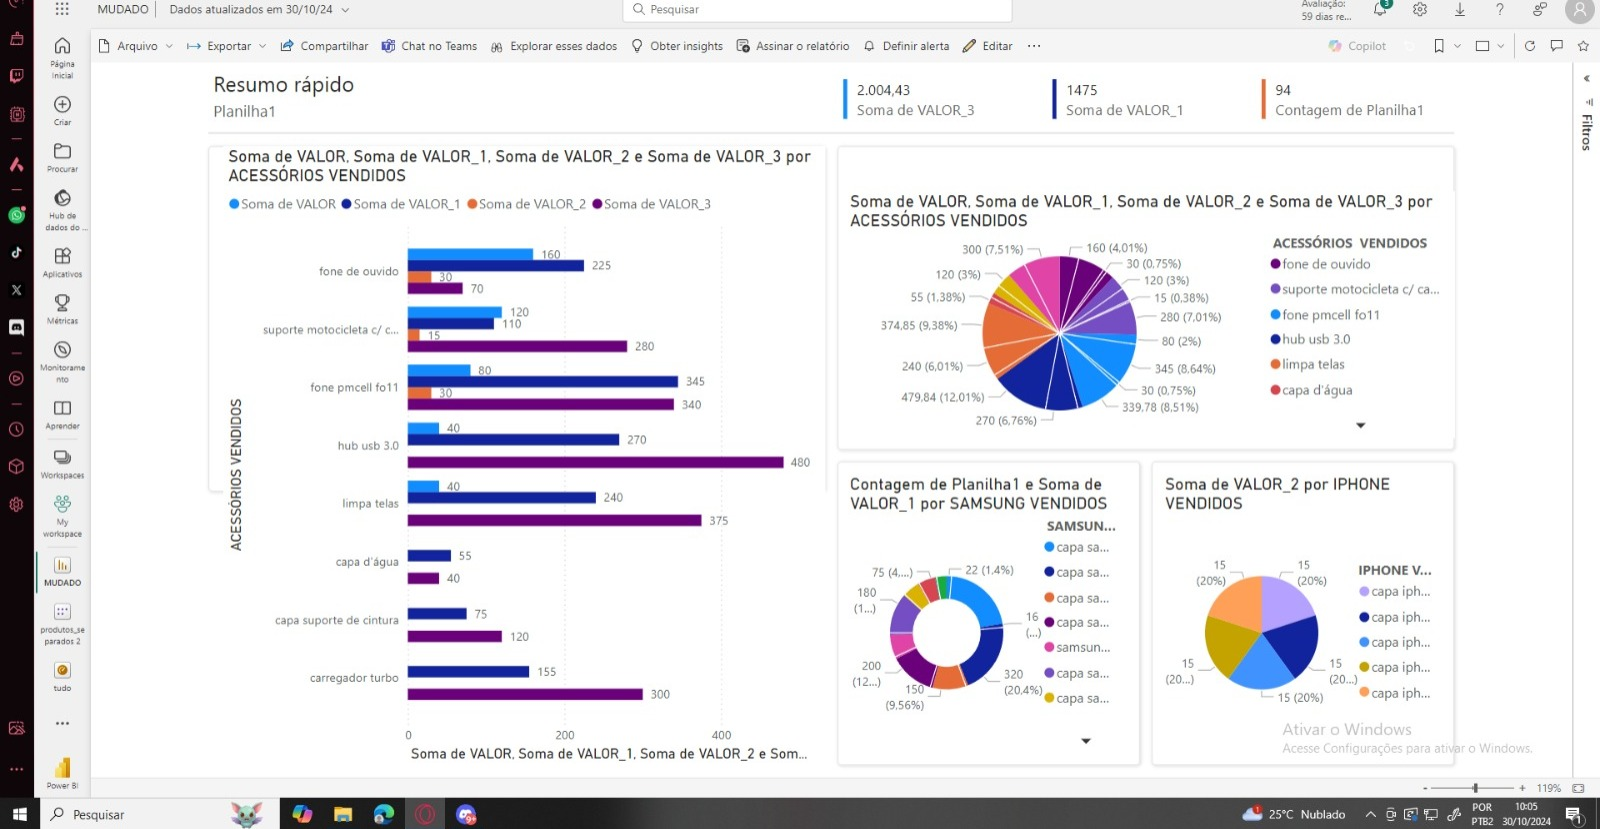 MUDADO
Dados atualizados em 30/10/24
Pesquisar
Avaliação:
59 dias re...
3
Arquivo
Exportar
Compartilhar
Chat no Teams
Explorar esses dados
Obter insights
Assinar o relatório
Definir alerta
Editar
Copilot
Página
Inicial
Criar
Procurar
Hub de
dados do ...
Aplicativos
Métricas
Monitorame
nto
Aprender
Workspaces
My
workspace
MUDADO
produtos_se
parados 2
tudo
Power BI
Resumo rápido
Planilha1
2.004,43
Soma de VALOR_3
1475
Soma de VALOR_1
94
Contagem de Planilha1
Filtros
Soma de VALOR, Soma de VALOR_1, Soma de VALOR_2 e Soma de VALOR_3 por
ACESSÓRIOS VENDIDOS
Soma de VALOR
Soma de VALOR_1
Soma de VALOR_2
Soma de VALOR_3
ACESSÓRIOS VENDIDOS
fone de ouvido
160
225
30
70
suporte motocicleta c/ c...
120
110
15
280
fone pmcell fo11
80
345
30
340
hub usb 3.0
40
270
480
limpa telas
40
240
375
capa d'água
55
40
capa suporte de cintura
75
120
carregador turbo
155
300
0
200
400
Soma de VALOR, Soma de VALOR_1, Soma de VALOR_2 e Som...
Soma de VALOR, Soma de VALOR_1, Soma de VALOR_2 e Soma de VALOR_3 por
ACESSÓRIOS VENDIDOS
300 (7,51%)
160 (4,01%)
30 (0,75%)
120 (3%)
120 (3%)
15 (0.38%)
55 (1,38%)
280 (7,01%)
374,85 (9,38%)
80 (2%)
240 (6,01%)
345 (8,64%)
30 (0,75%)
479.84 (12.01%)
339.78 (8,51%)
270 (6,76%)
ACESSÓRIOS VENDIDOS
fone de ouvido
suporte motocicleta c/ ca...
fone pmcell fo11
hub usb 3.0
limpa telas
capa d'água
Contagem de Planilha1 e Soma de
VALOR_1 por SAMSUNG VENDIDOS
75 (4,...)
22 (1.4%)
180
(1...)
16
(...)
200
(12...)
320
(20,4%)
150
(9.56%)
SAMSUN...
capa sa...
capa sa...
capa sa...
capa sa...
samsun...
capa sa...
capa sa...
Soma de VALOR_2 por IPHONE
VENDIDOS
15
(20%)
15
(20%)
15
(20...)
15
(20...)
15 (20%)
IPHONE V...
capa iph...
capa iph...
capa iph...
capa iph...
capa iph...
Ativar o Windows
Acesse Configurações para ativar o Windows.
119%
Pesquisar
9+
1
25°C Nublado
POR
PTB2
10:05
30/10/2024
1